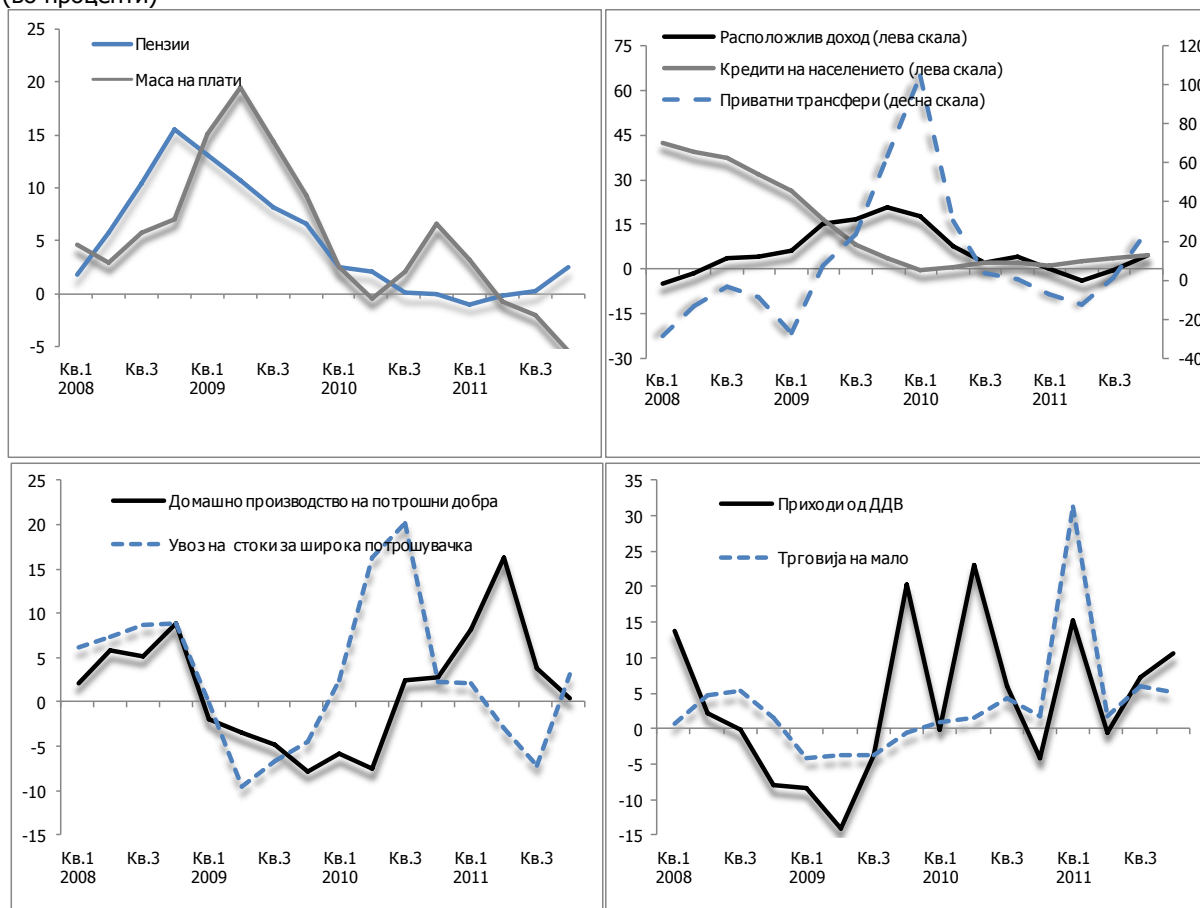 (во проценти)
Пензии
Маса на плати
25
20
15
10
5
0
-5
Кв.1 Кв.3 Кв.1 Кв.3 Кв.1 Кв.3 Кв.1 Кв.3
2008 2009 2010 2011
Расположлив доход (лева скала)
Кредити на населението (лева скала)
Приватни трансфери (десна скала)
75
60
45
30
15
0
-15
-30
120
100
80
60
40
20
0
-20
-40
Кв.1 Кв.3 Кв.1 Кв.3 Кв.1 Кв.3 Кв.1 Кв.3
2008 2009 2010 2011
Домашно производство на потрошни добра
Увоз на стоки за широка потрошувачка
25
20
15
10
5
0
-5
-10
-15
Кв.1 Кв.3 Кв.1 Кв.3 Кв.1 Кв.3 Кв.1 Кв.3
2008 2009 2010 2011
Приходи од ДДВ
Трговија на мало
35
30
25
20
15
10
5
0
-5
-10
-15
Кв.1 Кв.3 Кв.1 Кв.3 Кв.1 Кв.3 Кв.1 Кв.3
2008 2009 2010 2011